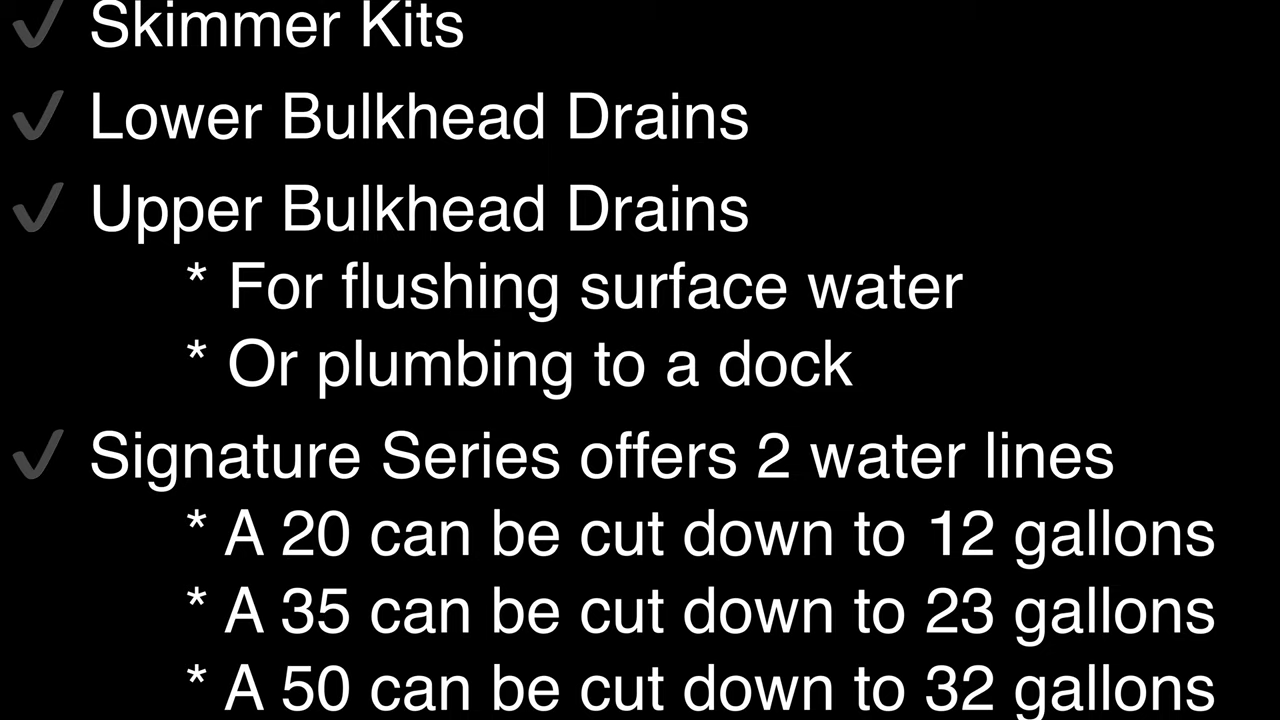 ✓ Skimmer Kits
✓ Lower Bulkhead Drains
✓ Upper Bulkhead Drains
* For flushing surface water
* Or plumbing to a dock
✓ Signature Series offers 2 water lines
* A 20 can be cut down to 12 gallons
* A 35 can be cut down to 23 gallons
* A 50 can be cut down to 32 gallons